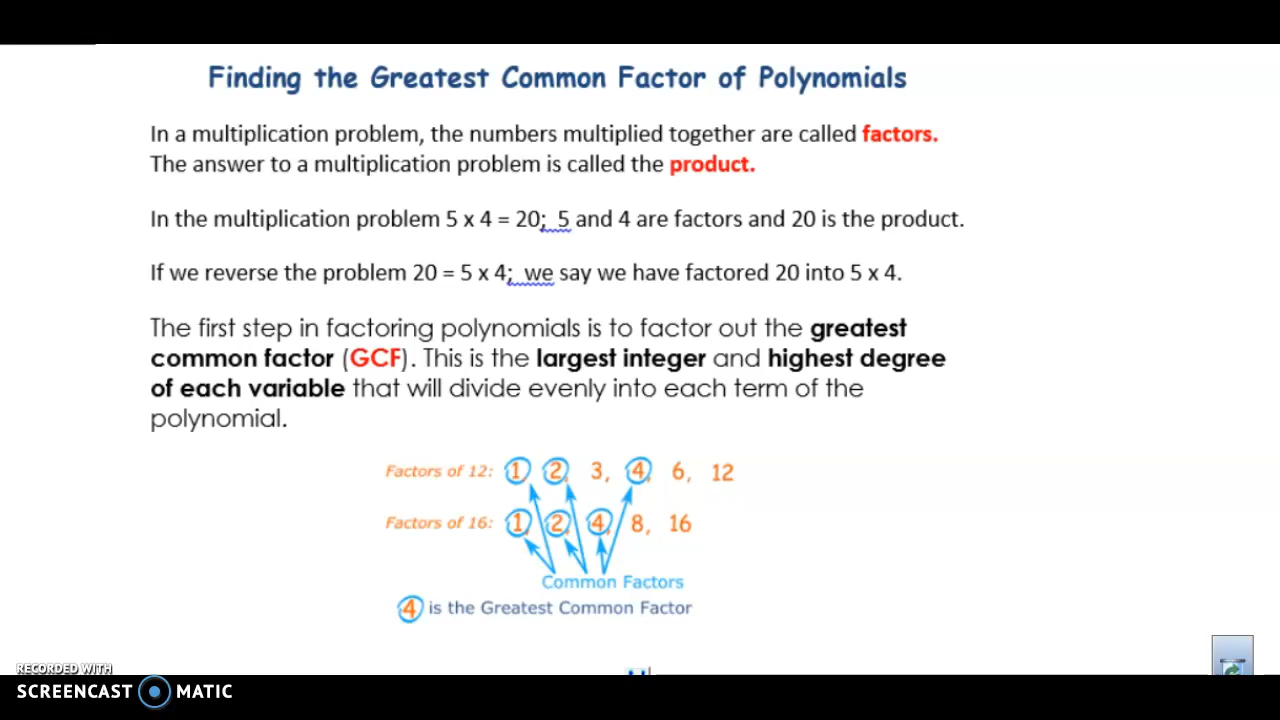 Finding the Greatest Common Factor of Polynomials
In a multiplication problem, the numbers multiplied together are called factors.
The answer to a multiplication problem is called the product.
In the multiplication problem 5 x 4 = 20;  5 and 4 are factors and 20 is the product.
If we reverse the problem 20 = 5 x 4;  we say we have factored 20 into 5 x 4.
The first step in factoring polynomials is to factor out the greatest
common factor (GCF). This is the largest integer and highest degree
of each variable that will divide evenly into each term of the
polynomial.
Factors of 12: 1, 2, 3, 4, 6, 12
Factors of 16: 1, 2, 4, 8, 16
Common Factors
4 is the Greatest Common Factor
RECORDED WITH
SCREENCAST MATIC